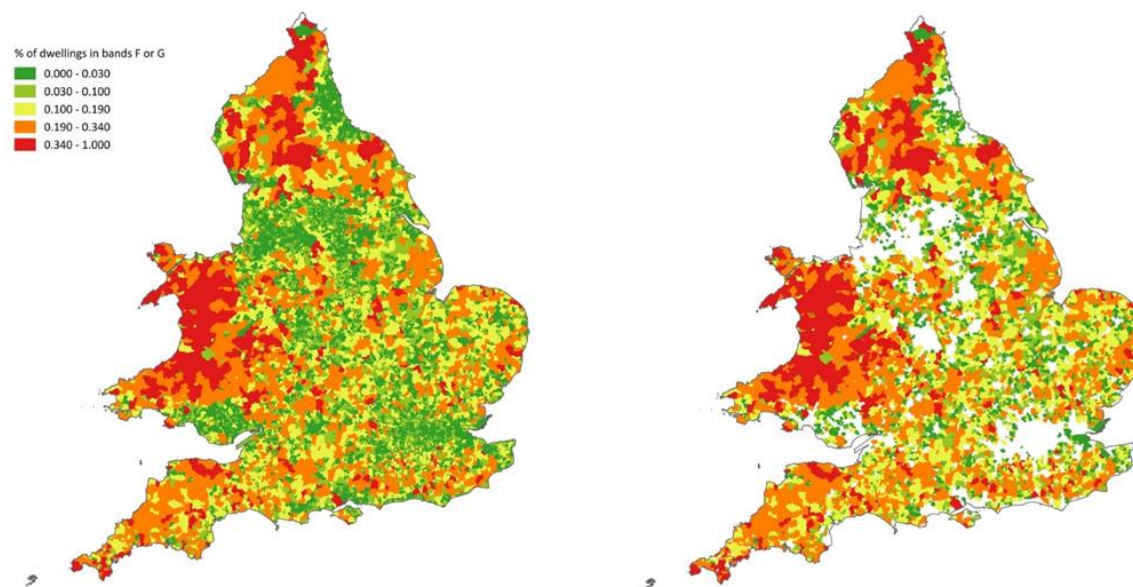 % of dwellings in bands F or G
0.000 - 0.030
0.030 - 0.100
0.100 - 0.190
0.190 - 0.340
0.340 - 1.000